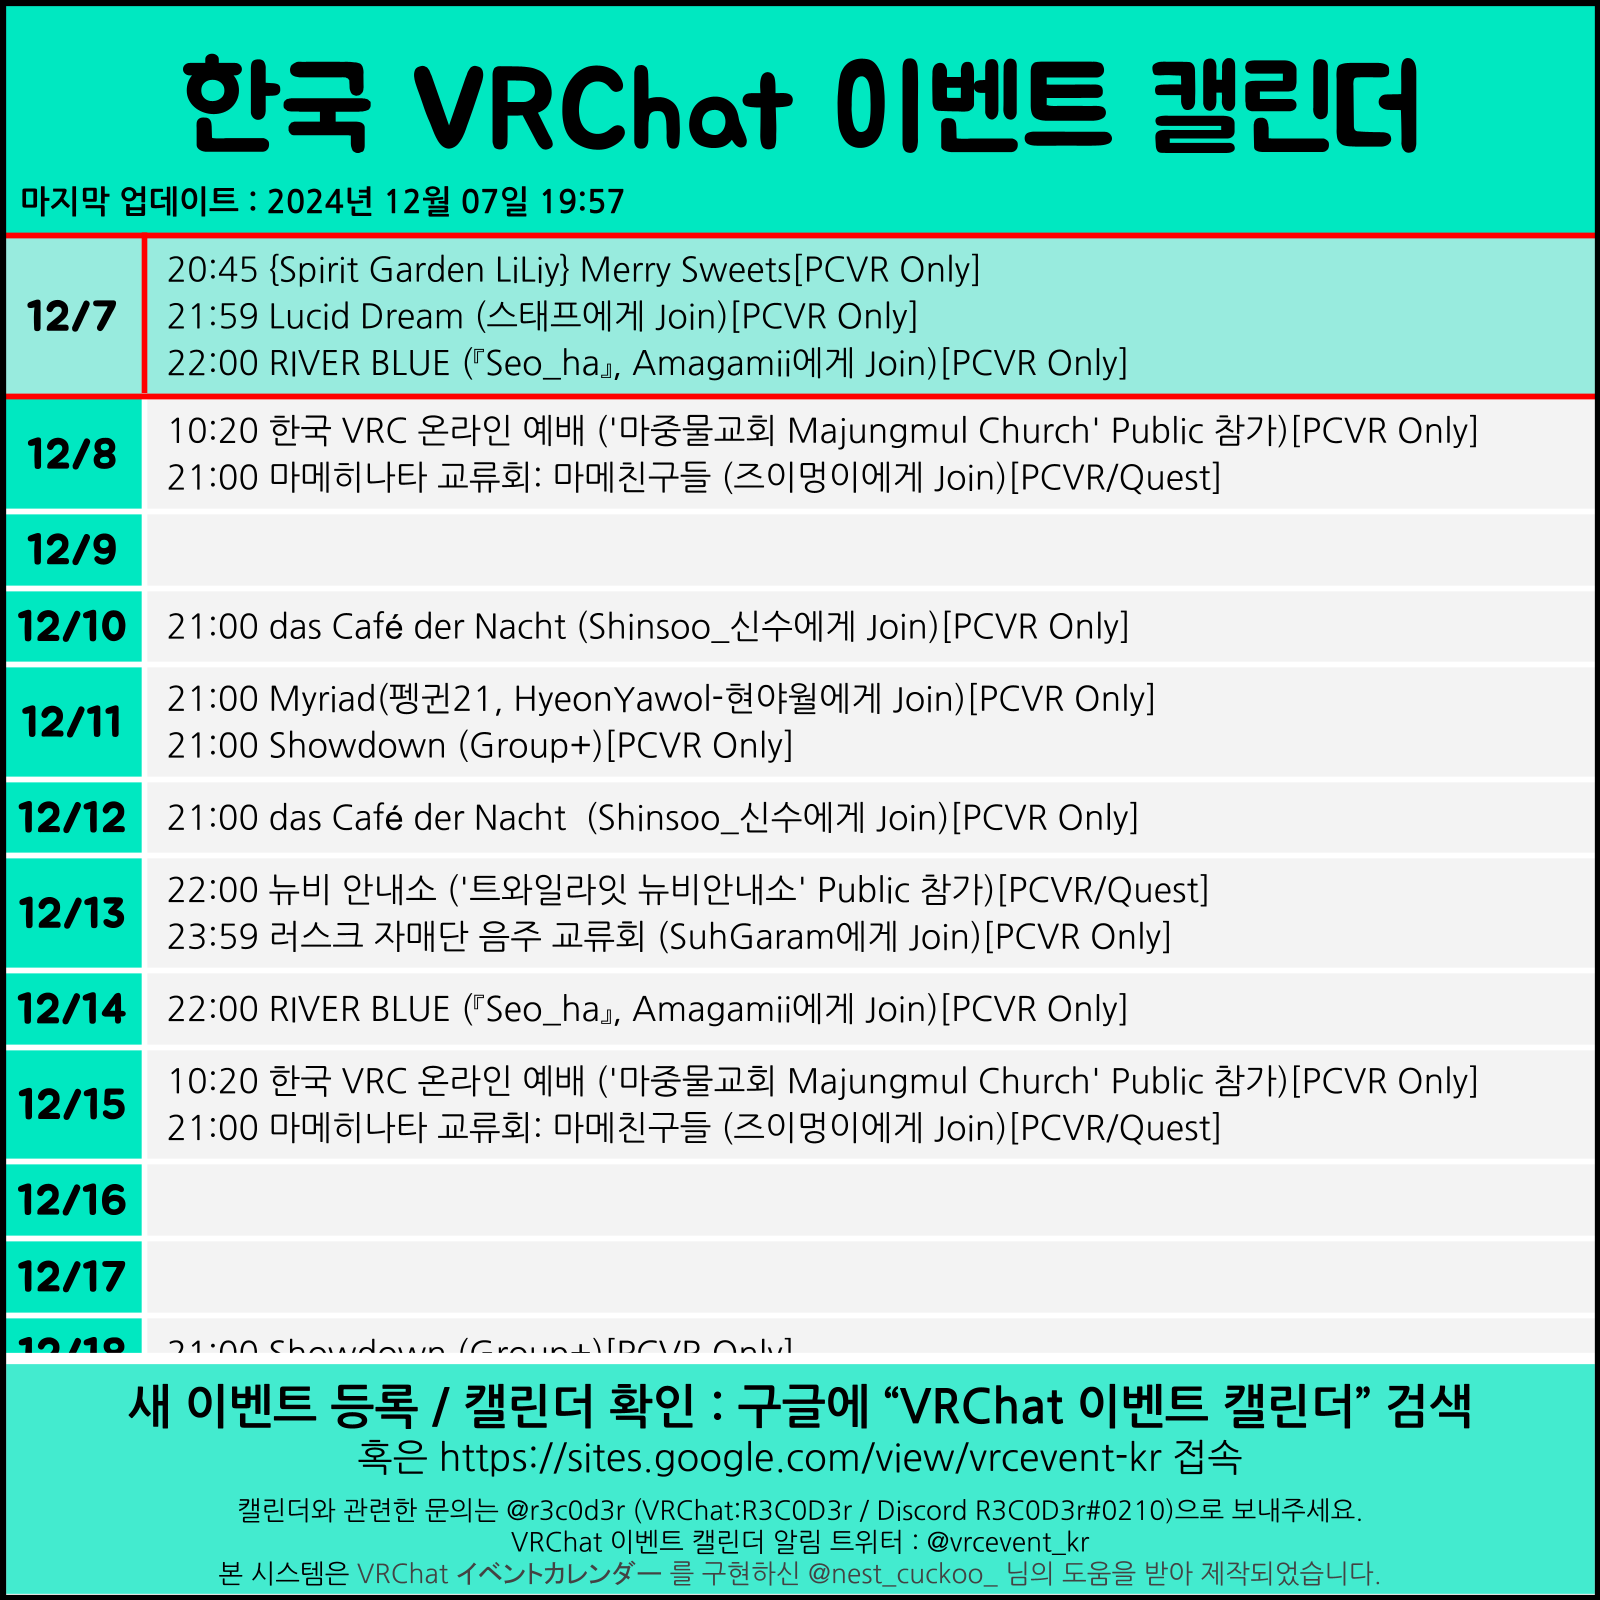 한국 VRChat 이벤트 캘린더
마지막 업데이트 : 2024년 12월 07일 19:57
12/7
20:45 {Spirit Garden LiLiy} Merry Sweets[PCVR Only]
21:59 Lucid Dream (스태프에게 Join)[PCVR Only]
22:00 RIVER BLUE (『Seo_ha』, Amagamii에게 Join)[PCVR Only]
12/8
10:20 한국 VRC 온라인 예배 ('마중물교회 Majungmul Church' Public 참가)[PCVR Only]
21:00 마메히나타 교류회: 마메친구들 (즈이멍이에게 Join)[PCVR/Quest]
12/9
12/10
21:00 das Café der Nacht (Shinsoo_신수에게 Join)[PCVR Only]
12/11
21:00 Myriad(펭귄21, HyeonYawol-현야월에게 Join)[PCVR Only]
21:00 Showdown (Group+)[PCVR Only]
12/12
21:00 das Café der Nacht  (Shinsoo_신수에게 Join)[PCVR Only]
12/13
22:00 뉴비 안내소 ('트와일라잇 뉴비안내소' Public 참가)[PCVR/Quest]
23:59 러스크 자매단 음주 교류회 (SuhGaram에게 Join)[PCVR Only]
12/14
22:00 RIVER BLUE (『Seo_ha』, Amagamii에게 Join)[PCVR Only]
12/15
10:20 한국 VRC 온라인 예배 ('마중물교회 Majungmul Church' Public 참가)[PCVR Only]
21:00 마메히나타 교류회: 마메친구들 (즈이멍이에게 Join)[PCVR/Quest]
12/16
12/17
12/18
21:00 Showdown (Group+)[PCVR Only]
새 이벤트 등록 / 캘린더 확인 : 구글에 “VRChat 이벤트 캘린더” 검색
혹은 https://sites.google.com/view/vrcevent-kr 접속
캘린더와 관련한 문의는 @r3c0d3r (VRChat:R3C0D3r / Discord R3C0D3r#0210)으로 보내주세요.
VRChat 이벤트 캘린더 알림 트위터 : @vrcevent_kr
본 시스템은 VRChat イベントカレンダー 를 구현하신 @nest_cuckoo_ 님의 도움을 받아 제작되었습니다.